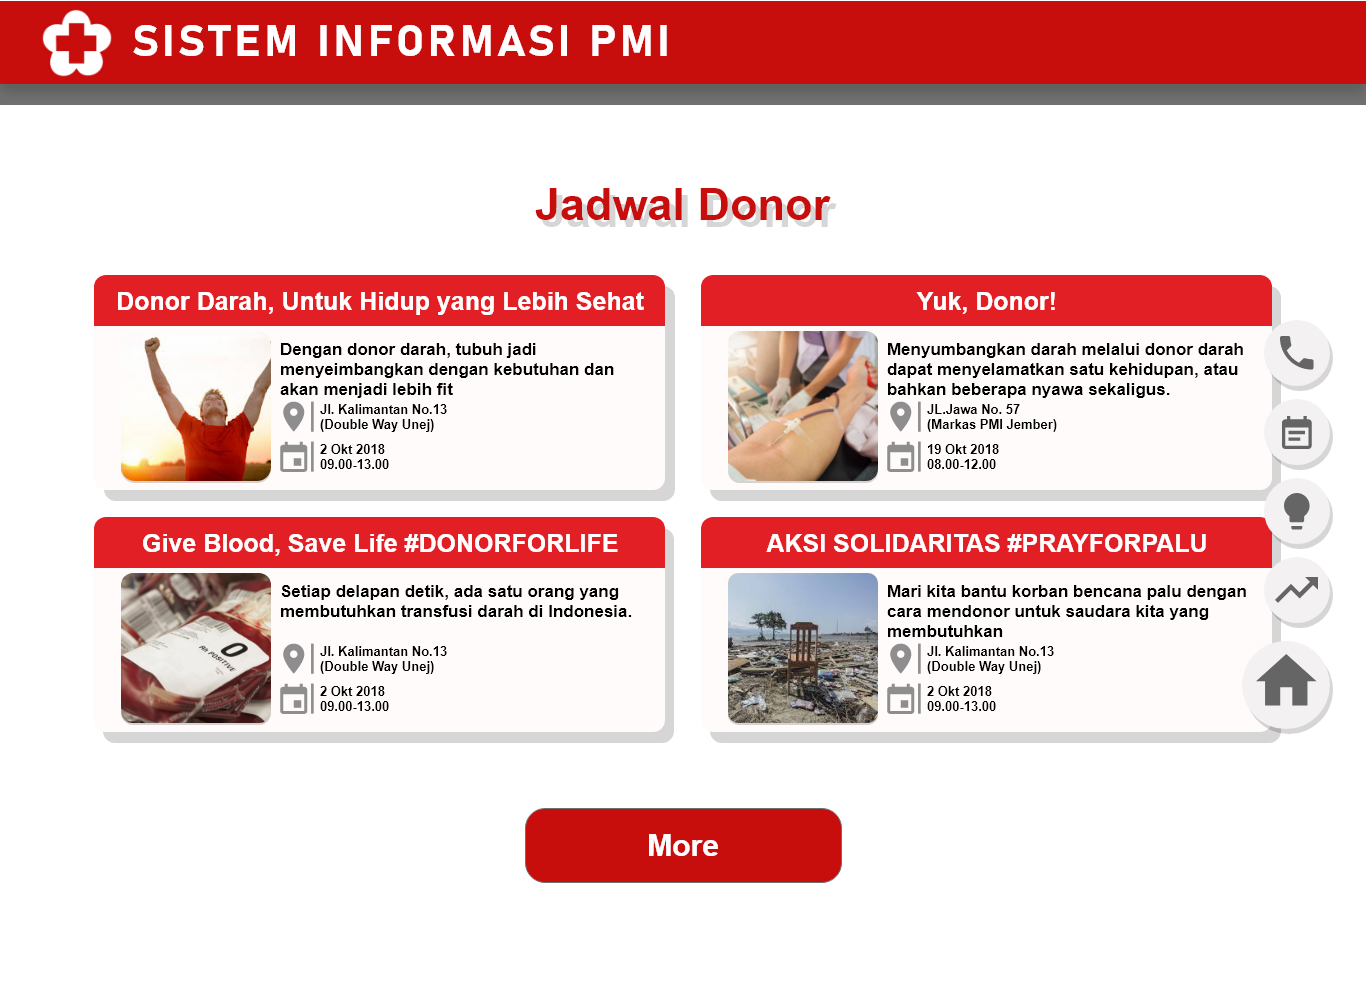 SISTEM INFORMASI PMI
Jadwal Donor
Donor Darah, Untuk Hidup yang Lebih Sehat
Dengan donor darah, tubuh jadi
menyeimbangkan dengan kebutuhan dan
akan menjadi lebih fit
Jl. Kalimantan No.13
(Double Way Unej)
2 Okt 2018
09.00-13.00
Yuk, Donor!
Menyumbangkan darah melalui donor darah
dapat menyelamatkan satu kehidupan, atau
bahkan beberapa nyawa sekaligus.
JL.Jawa No. 57
(Markas PMI Jember)
19 Okt 2018
08.00-12.00
Give Blood, Save Life #DONORFORLIFE
O
Rh POSITIVE
Setiap delapan detik, ada satu orang yang
membutuhkan transfusi darah di Indonesia.
Jl. Kalimantan No.13
(Double Way Unej)
2 Okt 2018
09.00-13.00
AKSI SOLIDARITAS #PRAYFORPALU
Mari kita bantu korban bencana palu dengan
cara mendonor untuk saudara kita yang
membutuhkan
Jl. Kalimantan No.13
(Double Way Unej)
2 Okt 2018
09.00-13.00
More